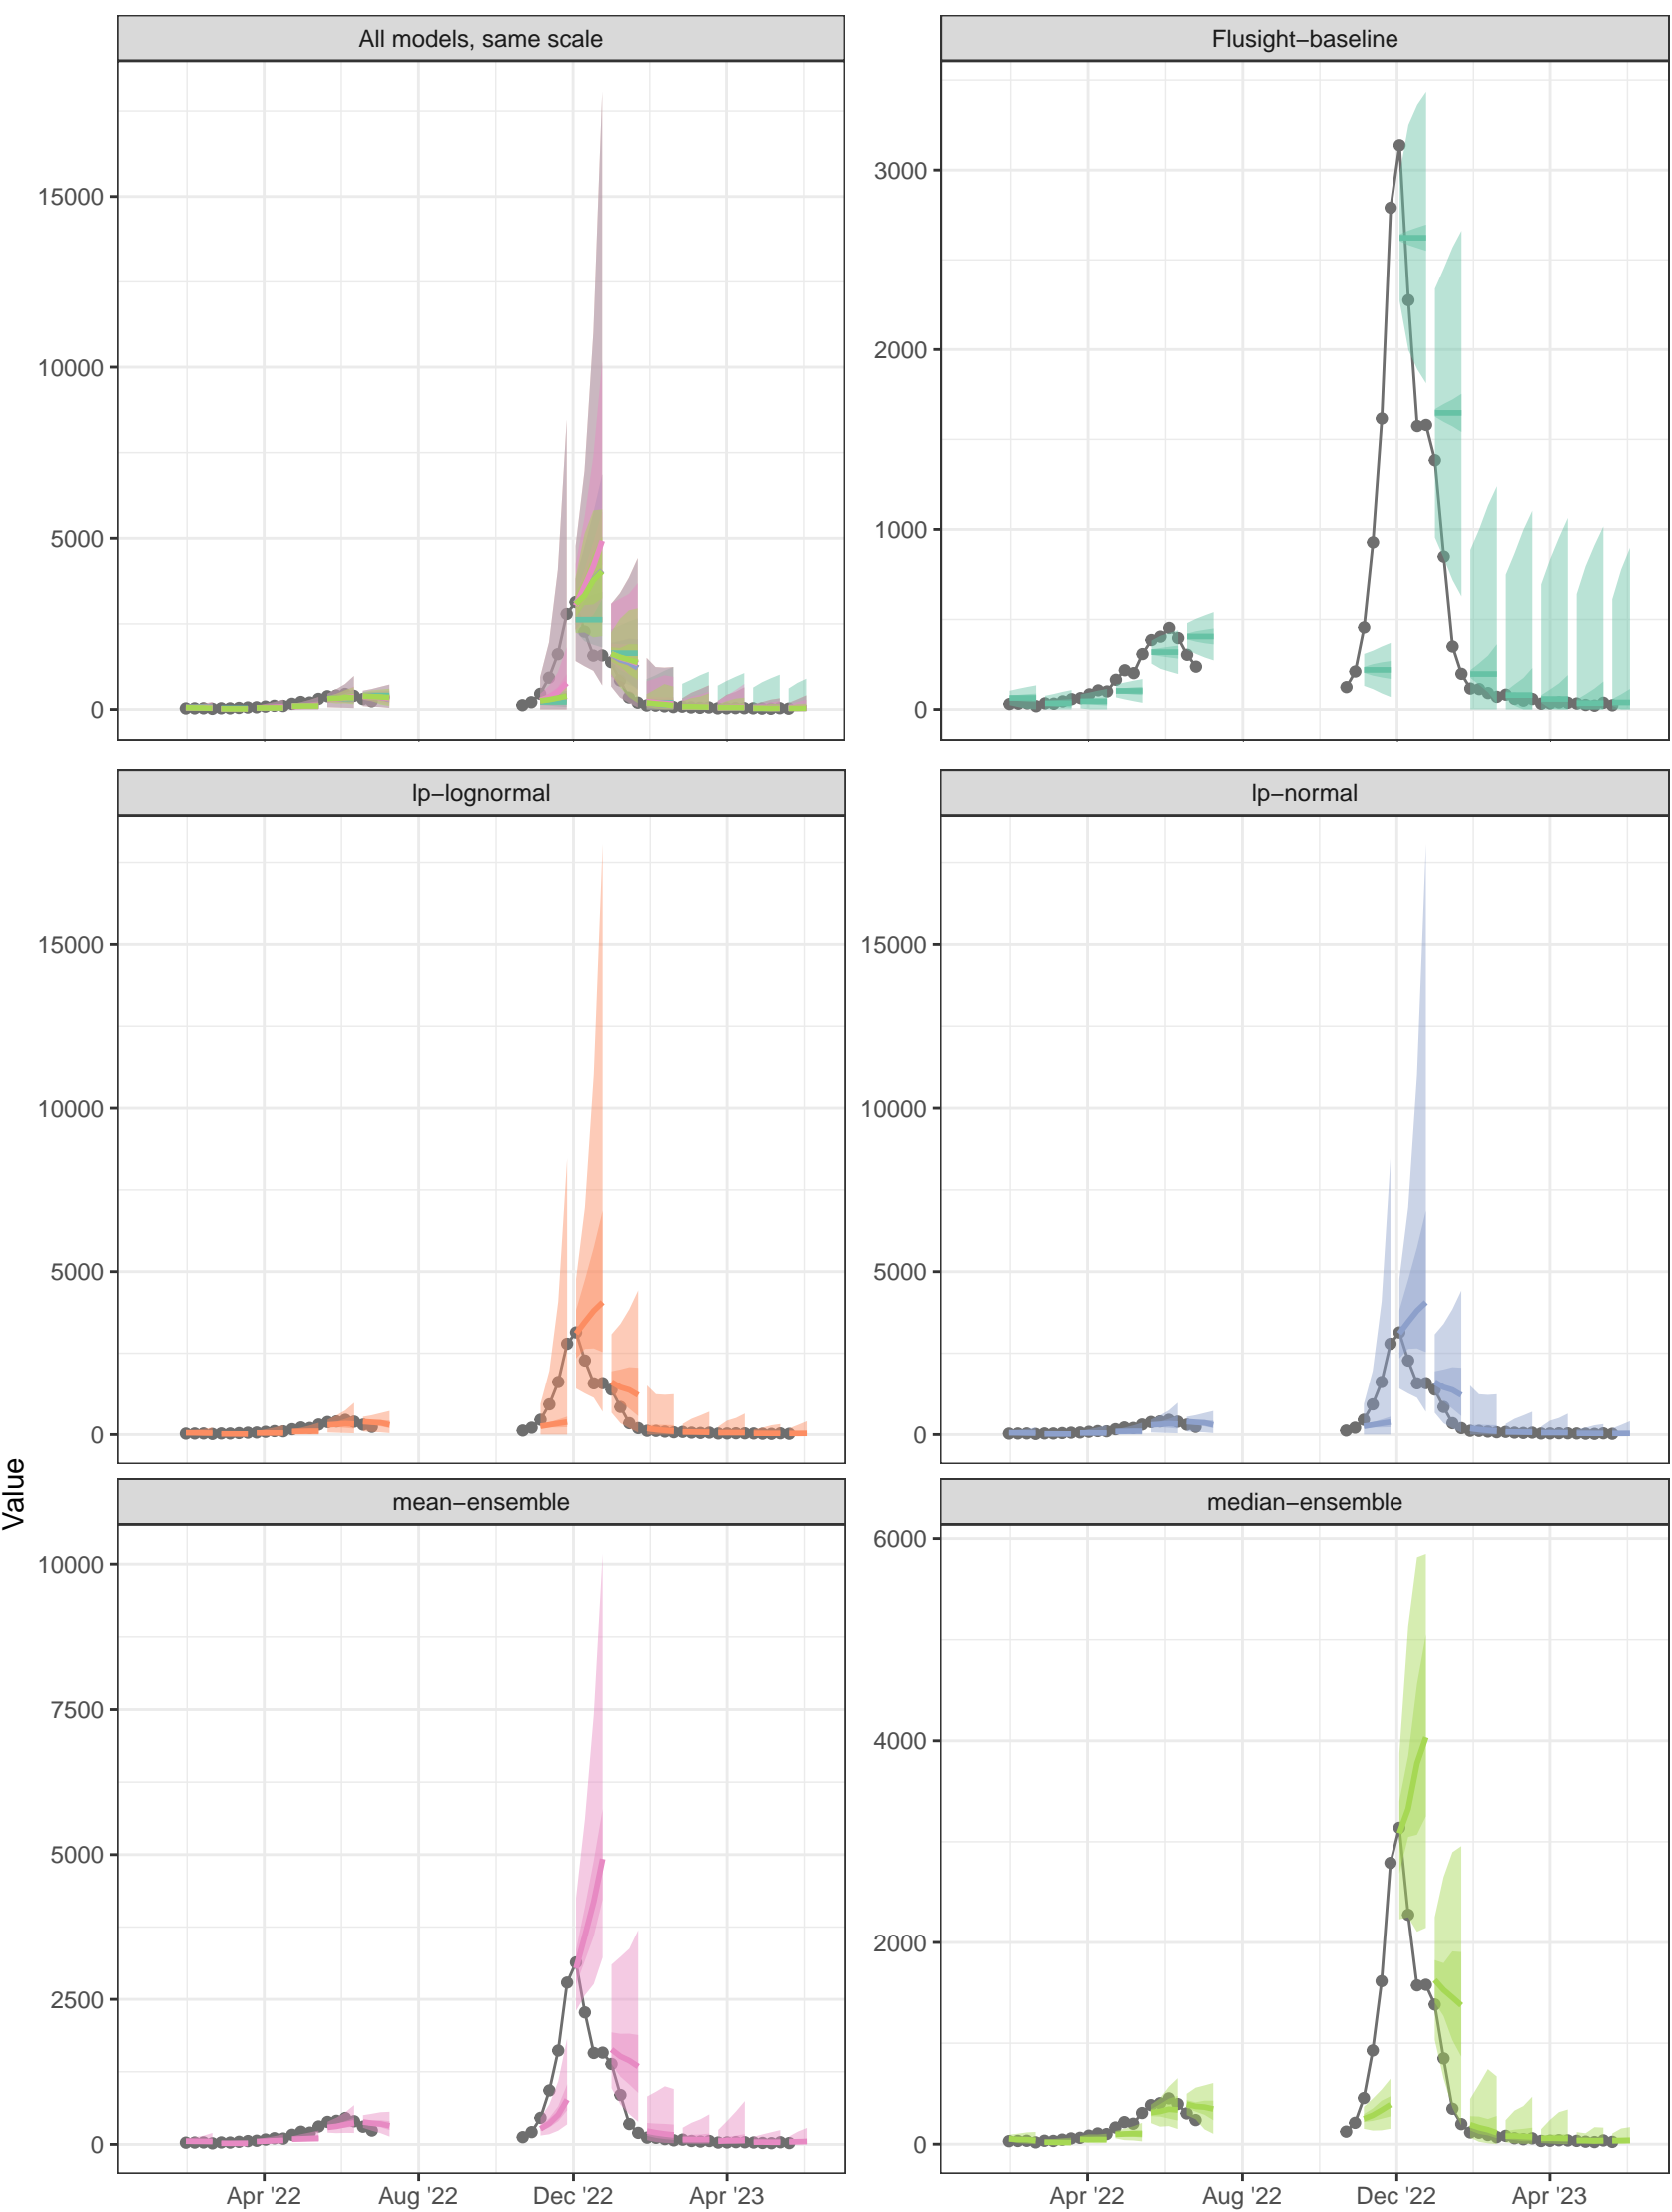 All models, same scale
Flusight−baseline
15000
10000
5000
0
3000
2000
1000
0
lp−lognormal
lp−normal
15000
10000
5000
0
15000
10000
5000
0
Value
mean−ensemble
median−ensemble
10000
7500
5000
2500
0
6000
4000
2000
0
Apr '22 Aug '22 Dec '22 Apr '23
Apr '22 Aug '22 Dec '22 Apr '23